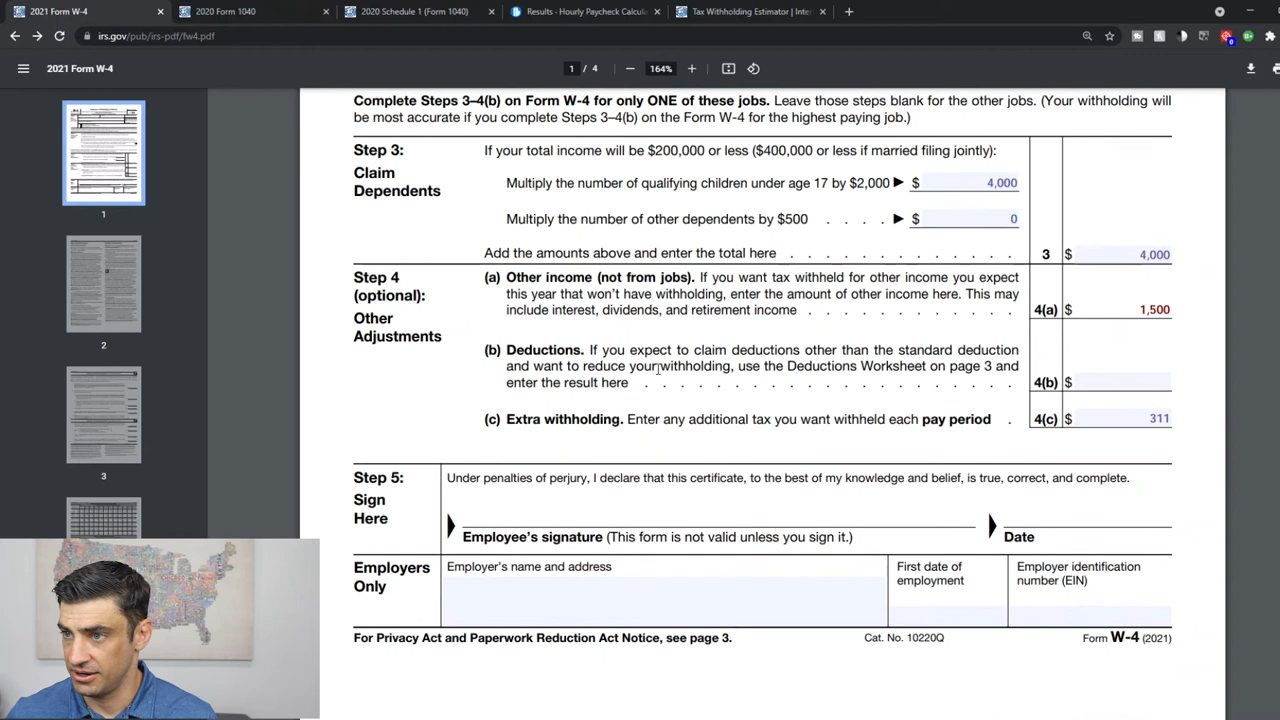 2021 Form W-4
2020 Form 1040
2020 Schedule 1 (Form 1040)
Results - Hourly Paycheck Calcul
Tax Withholding Estimator | Inte
irs.gov/pub/irs-pdf/fw4.pdf
2021 Form W-4
1 / 4
164%
1
2
3
Complete Steps 3–4(b) on Form W-4 for only ONE of these jobs. Leave those steps blank for the other jobs. (Your withholding
be most accurate if you complete Steps 3–4(b) on the Form W-4 for the highest paying job.)
Step 3:
Claim
Dependents
If your total income will be $200,000 or less ($400,000 or less if married filing jointly):
Multiply the number of qualifying children under age 17 by $2,000 ► $ 4,000
Multiply the number of other dependents by $500 . . . . ► $ 0
Add the amounts above and enter the total here . . . . . . . . . . . . . 3 $ 4,000
Step 4
(optional):
Other
Adjustments
(a) Other income (not from jobs). If you want tax withheld for other income you expect
this year that won't have withholding, enter the amount of other income here. This may
include interest, dividends, and retirement income . . . . . . . . . . . . 4(a) $ 1,500
(b) Deductions. If you expect to claim deductions other than the standard deduction
and want to reduce your withholding, use the Deductions Worksheet on page 3 and
enter the result here . . . . . . . . . . . . . . . . . . . . . 4(b) $
(c) Extra withholding. Enter any additional tax you want withheld each pay period . 4(c) $ 311
Step 5:
Sign
Here
Under penalties of perjury, I declare that this certificate, to the best of my knowledge and belief, is true, correct, and complete.
Employee's signature (This form is not valid unless you sign it.)
Date
Employers
Only
Employer's name and address
First date of
employment
Employer identification
number (EIN)
For Privacy Act and Paperwork Reduction Act Notice, see page 3.
Cat. No. 10220Q
Form W-4 (2021)